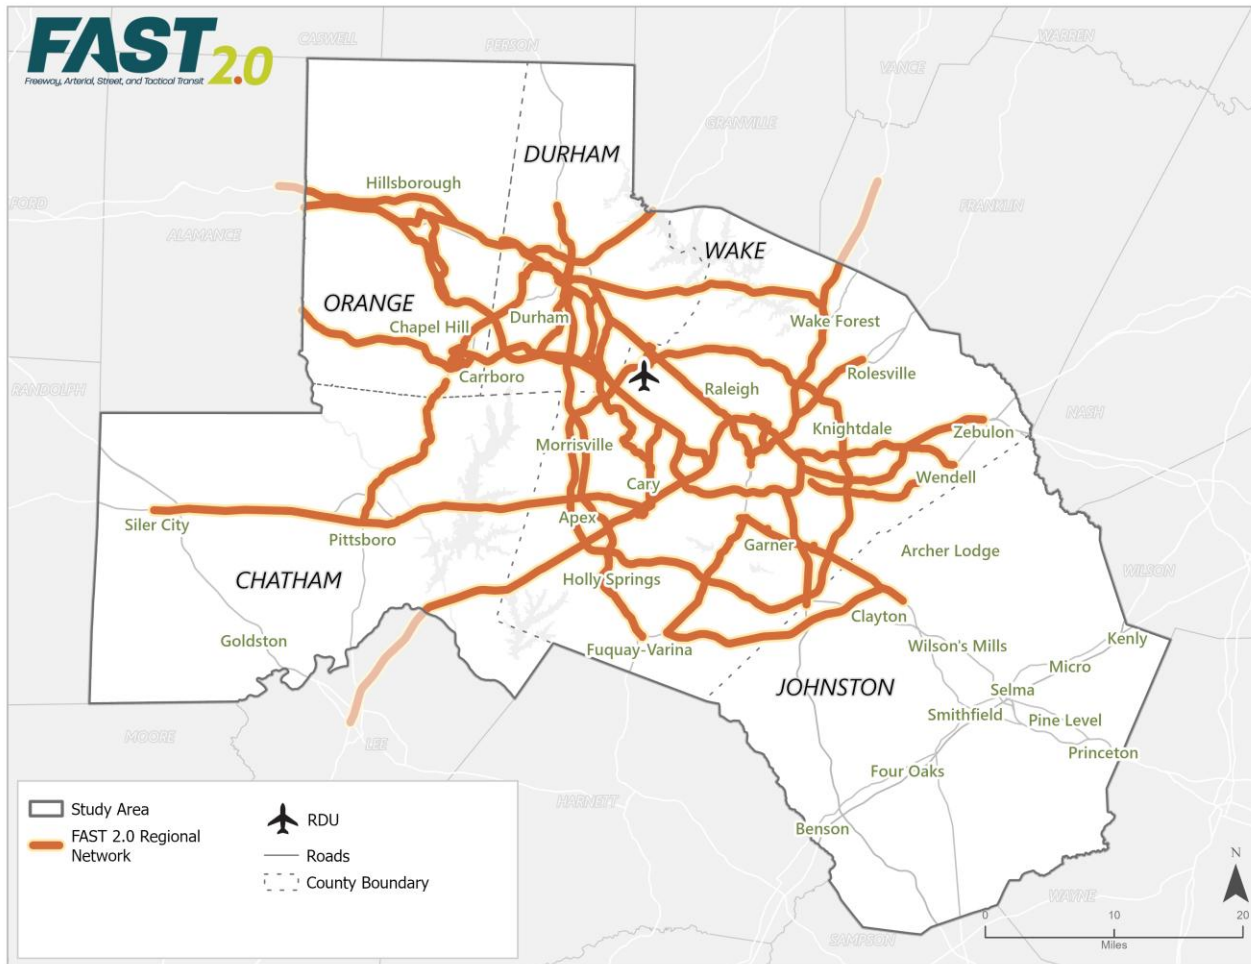 FAST 2.0
Freeway, Arterial, Street, and Tactical Transit
CASWELL
PERSON
WARREN
VANCE
GRANVILLE
DURHAM
Hillsborough
FORD
ALAMANCE
FRANKLIN
WAKE
ORANGE
Chapel Hill
Durham
Wake Forest
Carrboro
Rolesville
RANDOLPH
Raleigh
NASH
Knightdale
Zebulon
Morrisville
Cary
Wendell
Siler City
Pittsboro
Apex
Garner
Archer Lodge
CHATHAM
Holly Springs
WILSON
Clayton
Goldston
Fuquay-Varina
Wilson's Mills
Kenly
Micro
JOHNSTON
Selma
Smithfield
Pine Level
MOORE
LEE
Princeton
Four Oaks
HARNETT
Benson
WAYNE
SAMPSON
Study Area
FAST 2.0 Regional
Network
RDU
Roads
County Boundary
N
0 10 20
Miles